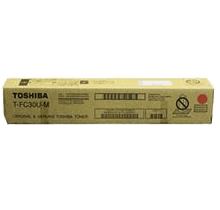 TOSHIBA
T-FC30U-M
ORIGINAL & GENUINE TOSHIBA TONER